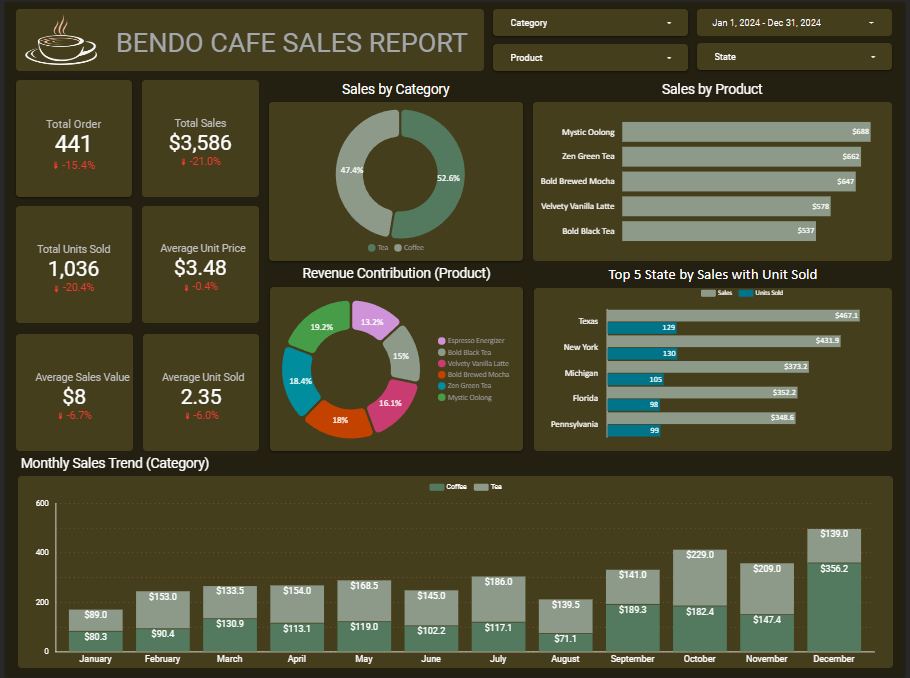 BENDO CAFE SALES REPORT
Category
Jan 1, 2024 - Dec 31, 2024
Product
State
Total Order
441
-15.4%
Total Sales
$3,586
-21.0%
Total Units Sold
1,036
-20.4%
Average Unit Price
$3.48
-0.4%
Average Sales Value
$8
-6.7%
Average Unit Sold
2.35
-6.0%
Sales by Category
47.4%
52.6%
Tea
Coffee
Sales by Product
Mystic Oolong
$688
Zen Green Tea
$662
Bold Brewed Mocha
$647
Velvety Vanilla Latte
$578
Bold Black Tea
$537
Revenue Contribution (Product)
13.2%
15%
16.1%
18%
18.4%
19.2%
Espresso Energizer
Bold Black Tea
Velvety Vanilla Latte
Bold Brewed Mocha
Zen Green Tea
Mystic Oolong
Top 5 State by Sales with Unit Sold
Sales
Units Sold
Texas
$467.1
129
New York
$431.9
130
Michigan
$373.2
105
Florida
$352.2
98
Pennsylvania
$348.6
99
Monthly Sales Trend (Category)
Coffee
Tea
600
400
200
0
$89.0
$80.3
$153.0
$90.4
$133.5
$130.9
$154.0
$113.1
$168.5
$119.0
$145.0
$102.2
$186.0
$117.1
$139.5
$71.1
$141.0
$189.3
$229.0
$182.4
$209.0
$147.4
$139.0
$356.2
January
February
March
April
May
June
July
August
September
October
November
December